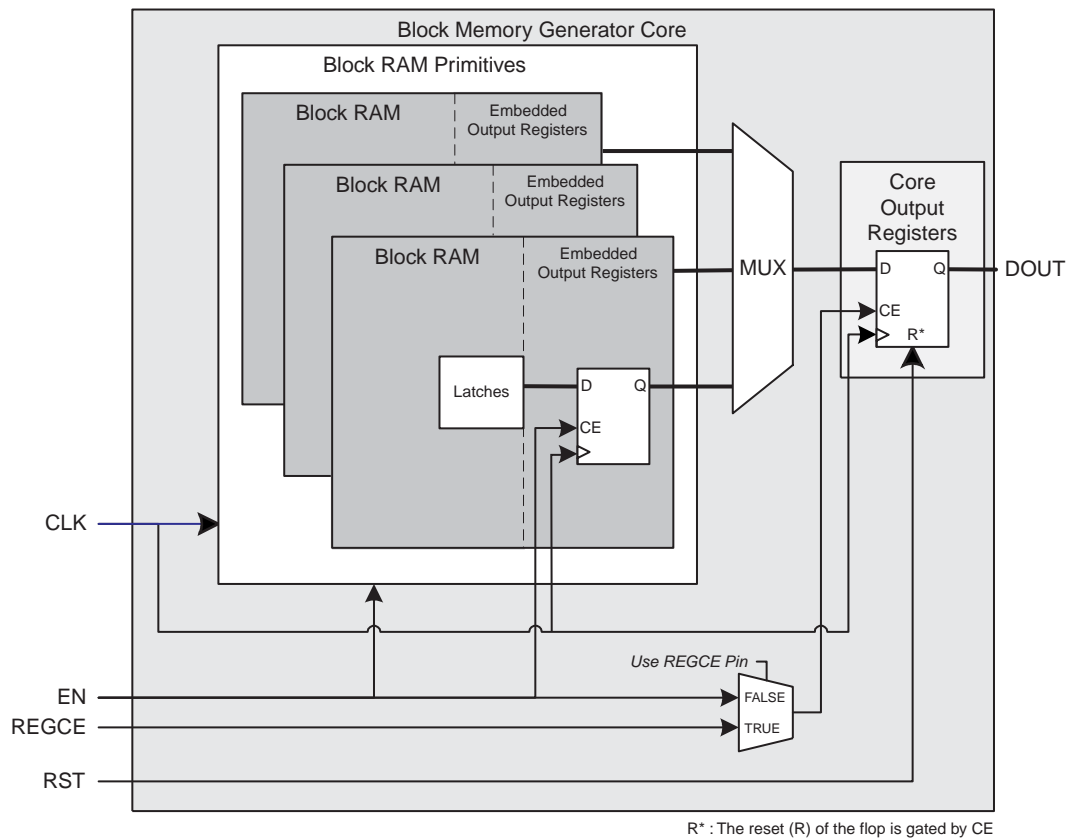 Block Memory Generator Core
Block RAM Primitives
Block RAM
Embedded
Output Registers
Block RAM
Embedded
Output Registers
Block RAM
Embedded
Output Registers
Latches
D
Q
CE
MUX
Core
Output
Registers
D
Q
CE
R*
DOUT
CLK
Use REGCE Pin
EN
FALSE
REGCE
TRUE
RST
R* : The reset (R) of the flop is gated by CE